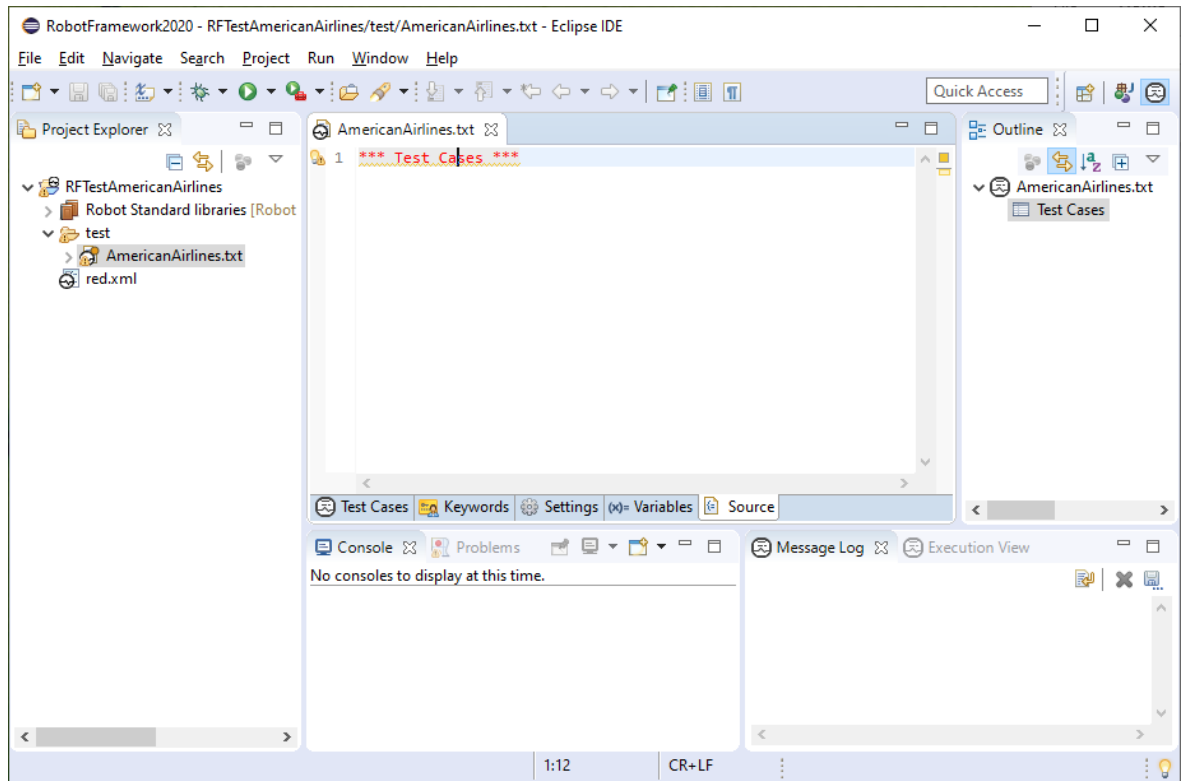 RobotFramework2020 - RFTestAmericanAirlines/test/AmericanAirlines.txt - Eclipse IDE
File Edit Navigate Search Project Run Window Help
Quick Access
Project Explorer
RFTestAmericanAirlines
Robot Standard libraries [Robot
test
AmericanAirlines.txt
red.xml
AmericanAirlines.txt
1 *** Test Cases ***
Test Cases Keywords Settings (x)= Variables Source
Outline
AmericanAirlines.txt
Test Cases
Console Problems
No consoles to display at this time.
Message Log Execution View
1:12 CR+LF